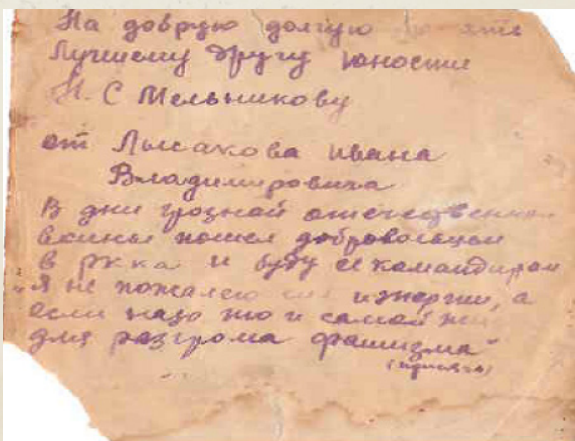 На добрую долгую
Лучшему другу юности
Н. С Мельникову
от Лысакова ивана
Владимировича
В дни грозной отечественной
войны пошел добровольцем
в РККА и буду её командиром
"Я не пожалею сил и энергии, а
если надо то и самой
для разгрома фашизма"
(присяга)